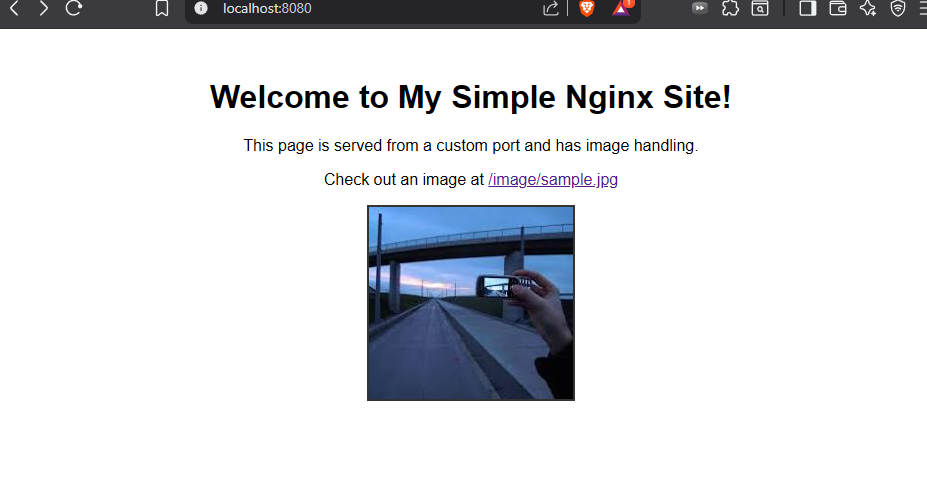 localhost:8080
1
Welcome to My Simple Nginx Site!
This page is served from a custom port and has image handling.
Check out an image at /image/sample.jpg